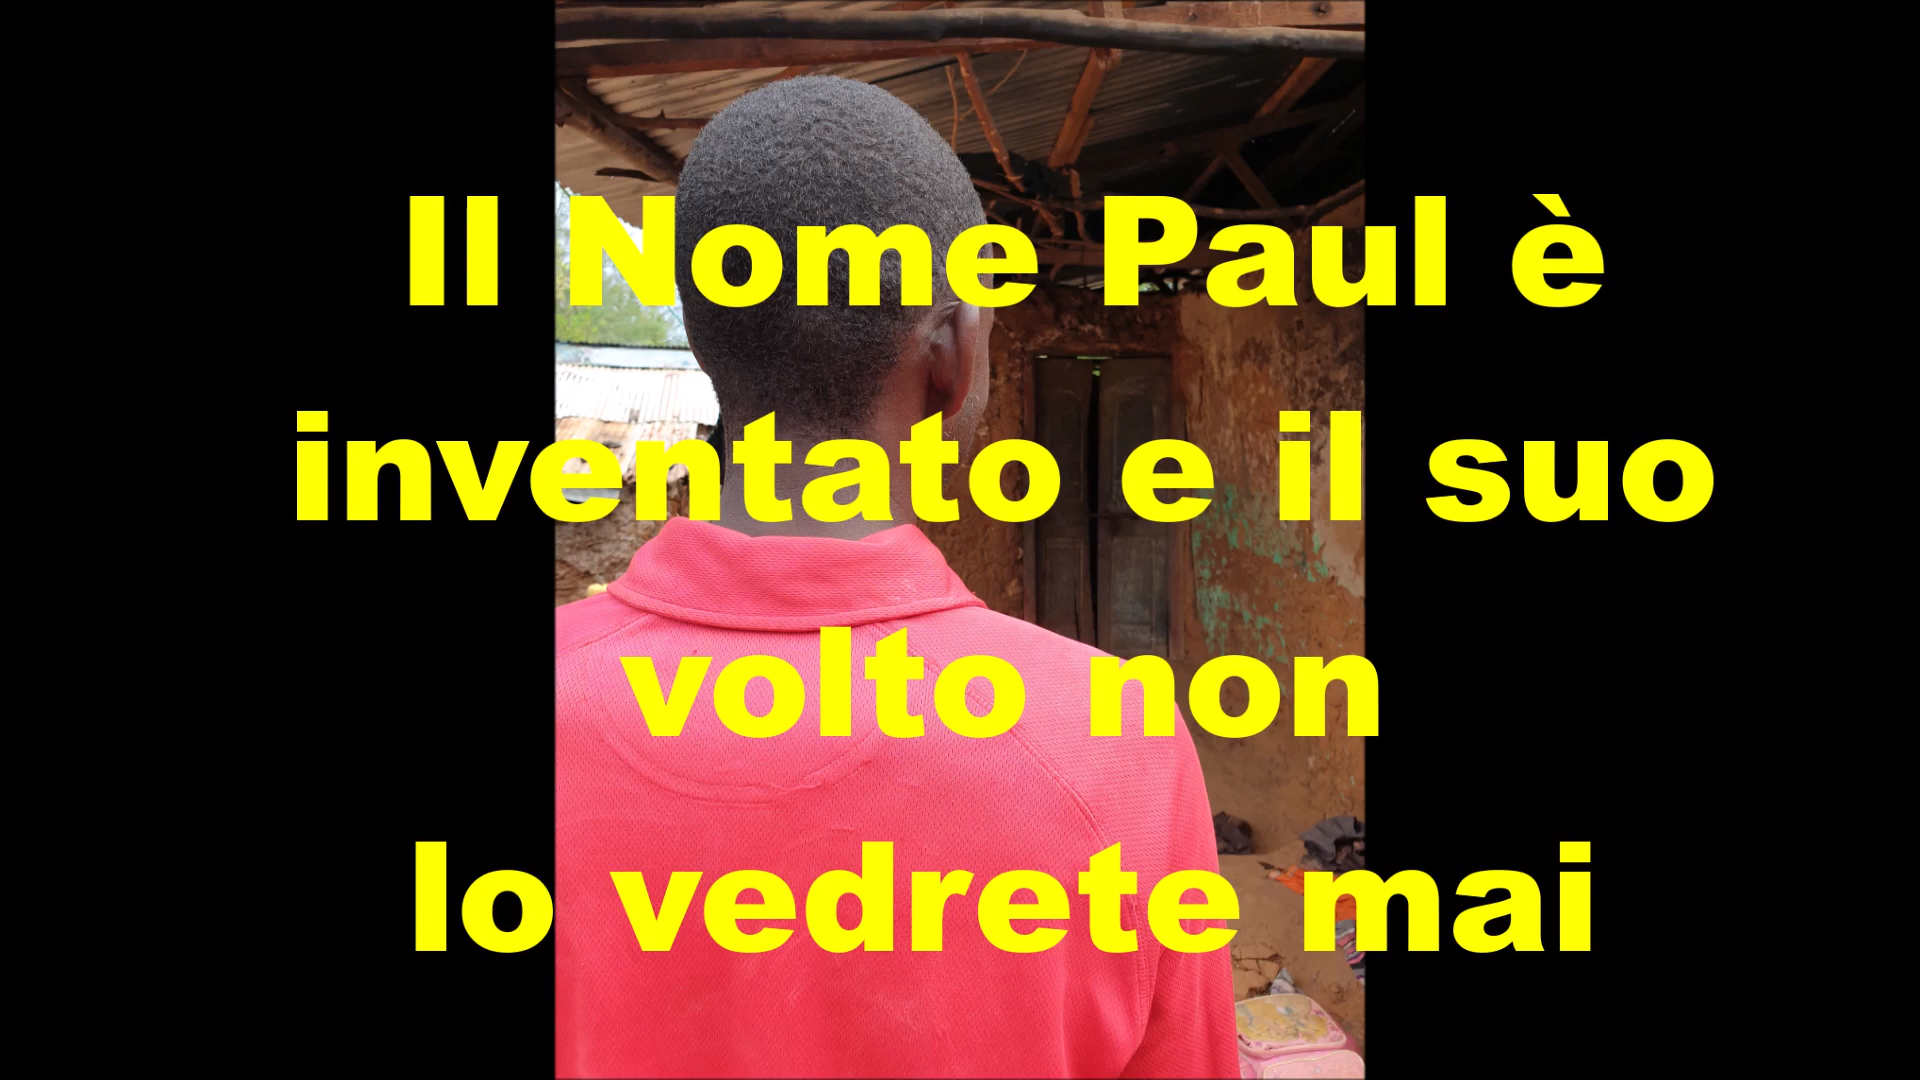 Il Nome Paul è
inventato e il suo
volto non
lo vedrete mai